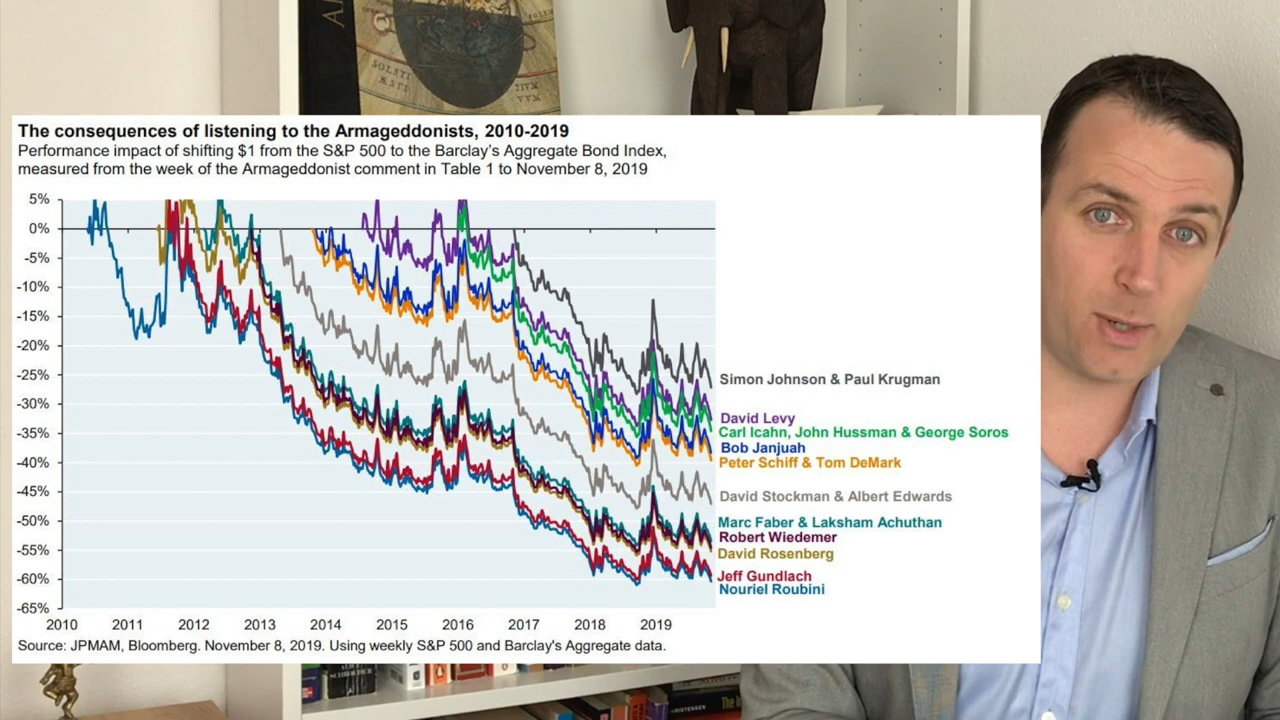 SOLSTI
The consequences of listening to the Armageddonists, 2010-2019
Performance impact of shifting $1 from the S&P 500 to the Barclay's Aggregate Bond Index,
measured from the week of the Armageddonist comment in Table 1 to November 8, 2019
5%
0%
-5%
-10%
-15%
-20%
-25%
-30%
-35%
-40%
-45%
-50%
-55%
-60%
-65%
Simon Johnson & Paul Krugman
David Levy
Carl Icahn, John Hussman & George Soros
Bob Janjuah
Peter Schiff & Tom DeMark
David Stockman & Albert Edwards
Marc Faber & Laksham Achuthan
Robert Wiedemer
David Rosenberg
Jeff Gundlach
Nouriel Roubini
2010 2011 2012 2013 2014 2015 2016 2017 2018 2019
Source: JPMAM, Bloomberg. November 8, 2019. Using weekly S&P 500 and Barclay's Aggregate data.